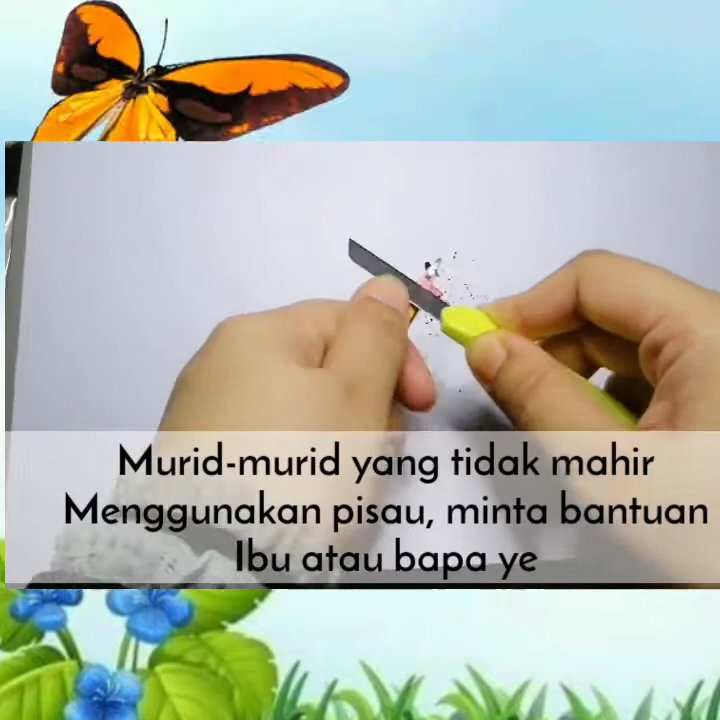 Murid-murid yang tidak mahir
Menggunakan pisau, minta bantuan
Ibu atau bapa ye